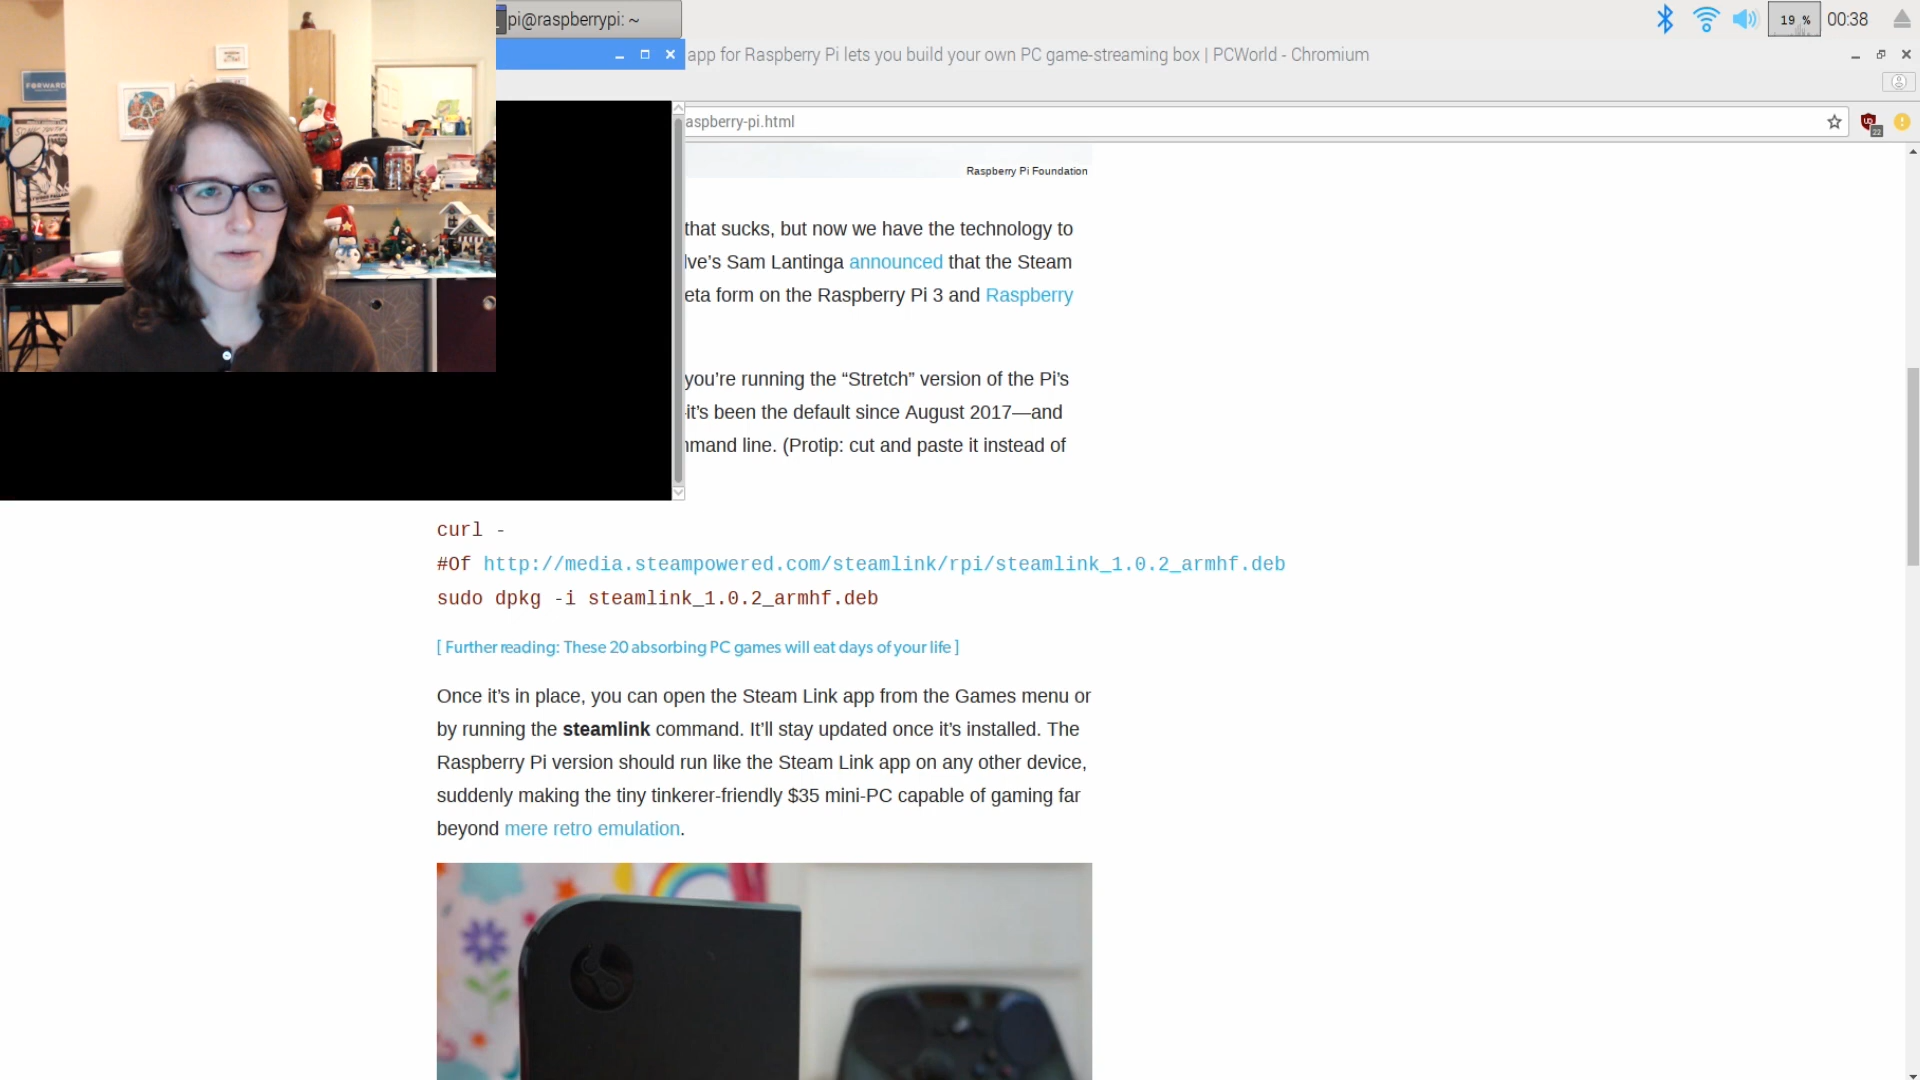 pi@raspberrypi: ~
19 %
00:38
app for Raspberry Pi lets you build your own PC game-streaming box | PCWorld - Chromium
aspberry-pi.html
22
FORWARD
Raspberry Pi Foundation
that sucks, but now we have the technology to
lve’s Sam Lantinga announced that the Steam
eta form on the Raspberry Pi 3 and Raspberry
you’re running the “Stretch” version of the Pi’s
it’s been the default since August 2017—and
mmand line. (Protip: cut and paste it instead of
curl -
#Of http://media.steampowered.com/steamlink/rpi/steamlink_1.0.2_armhf.deb
sudo dpkg -i steamlink_1.0.2_armhf.deb
[ Further reading: These 20 absorbing PC games will eat days of your life ]
Once it’s in place, you can open the Steam Link app from the Games menu or
by running the steamlink command. It’ll stay updated once it’s installed. The
Raspberry Pi version should run like the Steam Link app on any other device,
suddenly making the tiny tinkerer-friendly $35 mini-PC capable of gaming far
beyond mere retro emulation.